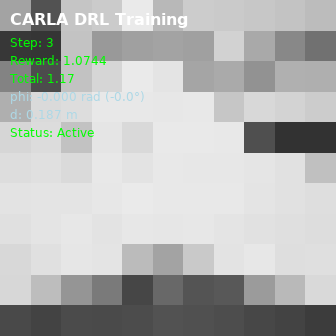 CARLA DRL Training
Step: 3
Reward: 1.0744
Total: 1.17
phi: -0.000 rad (-0.0°)
d: 0.187 m
Status: Active